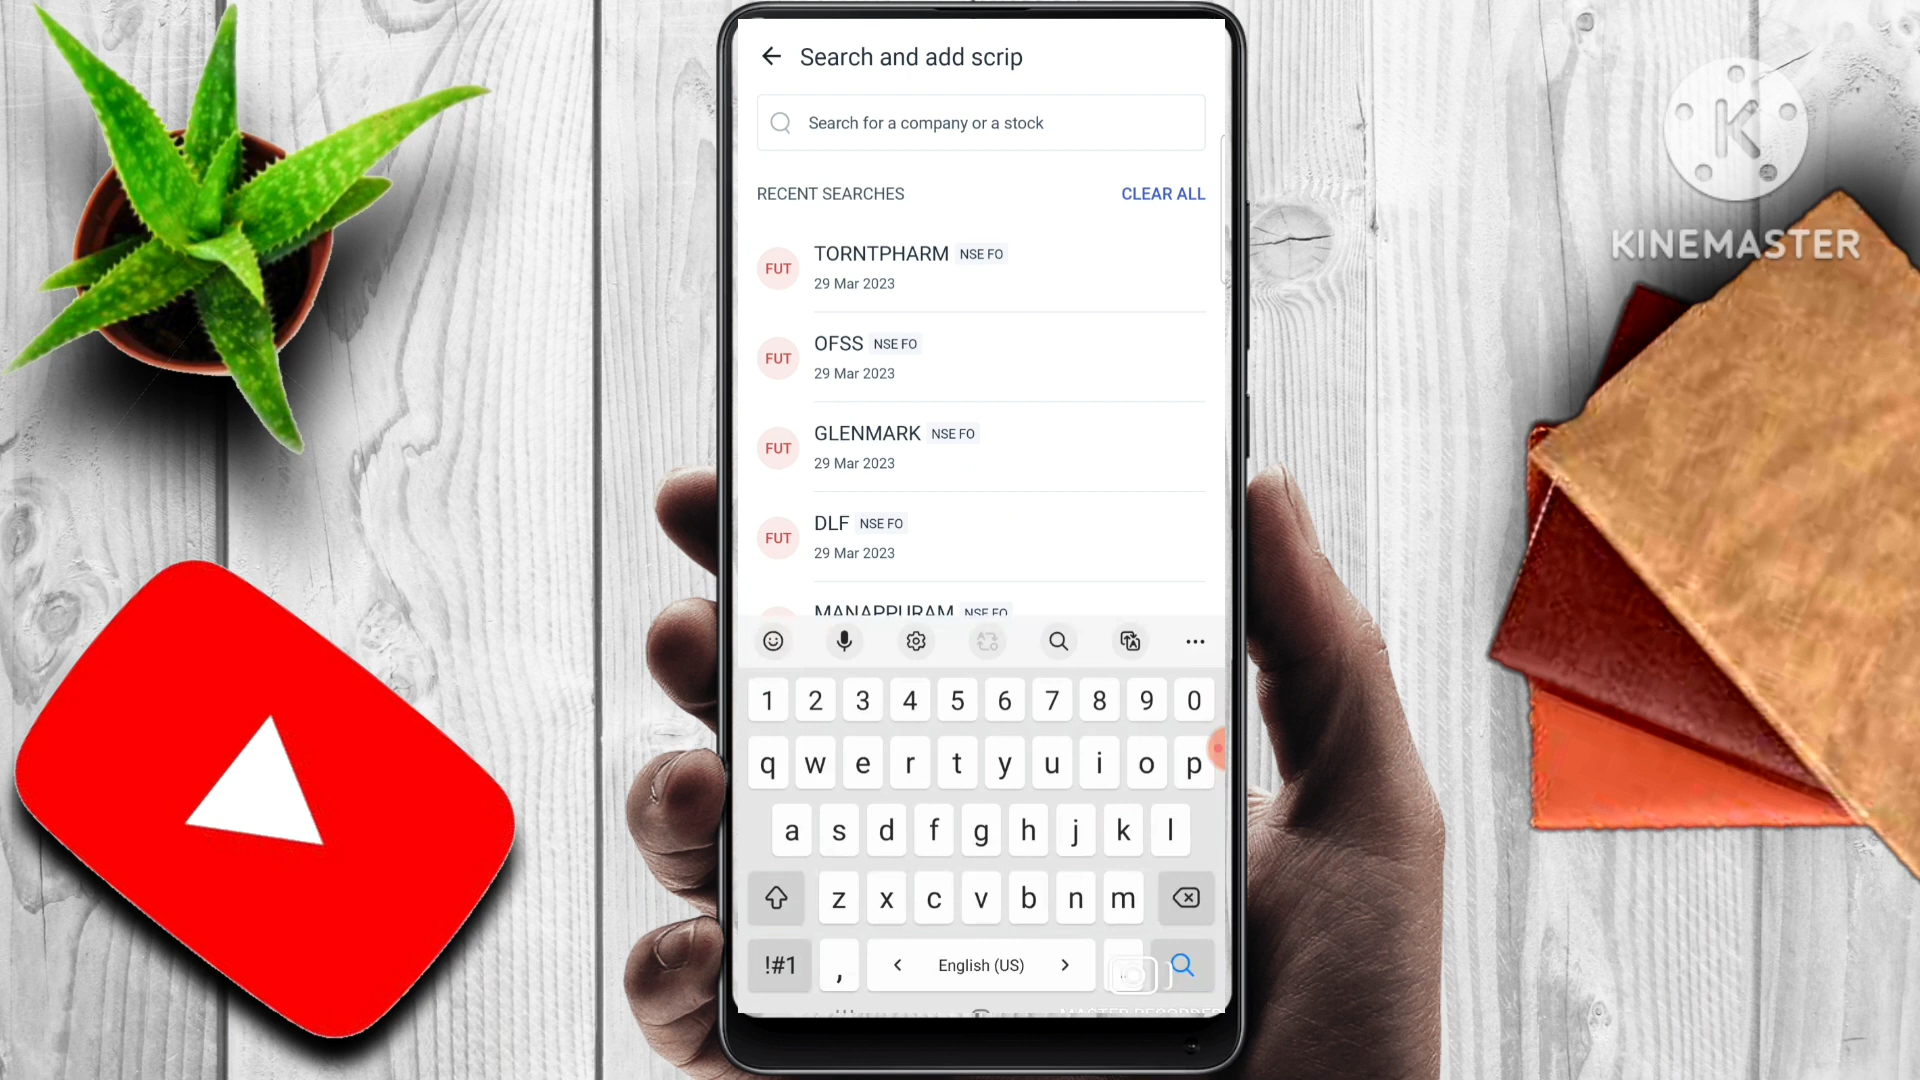 Search and add scrip
Search for a company or a stock
RECENT SEARCHES CLEAR ALL
FUT TORNTPHARM NSE FO
29 Mar 2023
FUT OFSS NSE FO
29 Mar 2023
FUT GLENMARK NSE FO
29 Mar 2023
FUT DLF NSE FO
29 Mar 2023
MANAPPURAM NSE FO
1 2 3 4 5 6 7 8 9 0
q w e r t y u i o p
a s d f g h j k l
z x c v b n m
!#1 , < English (US) >
K
KINEMASTER